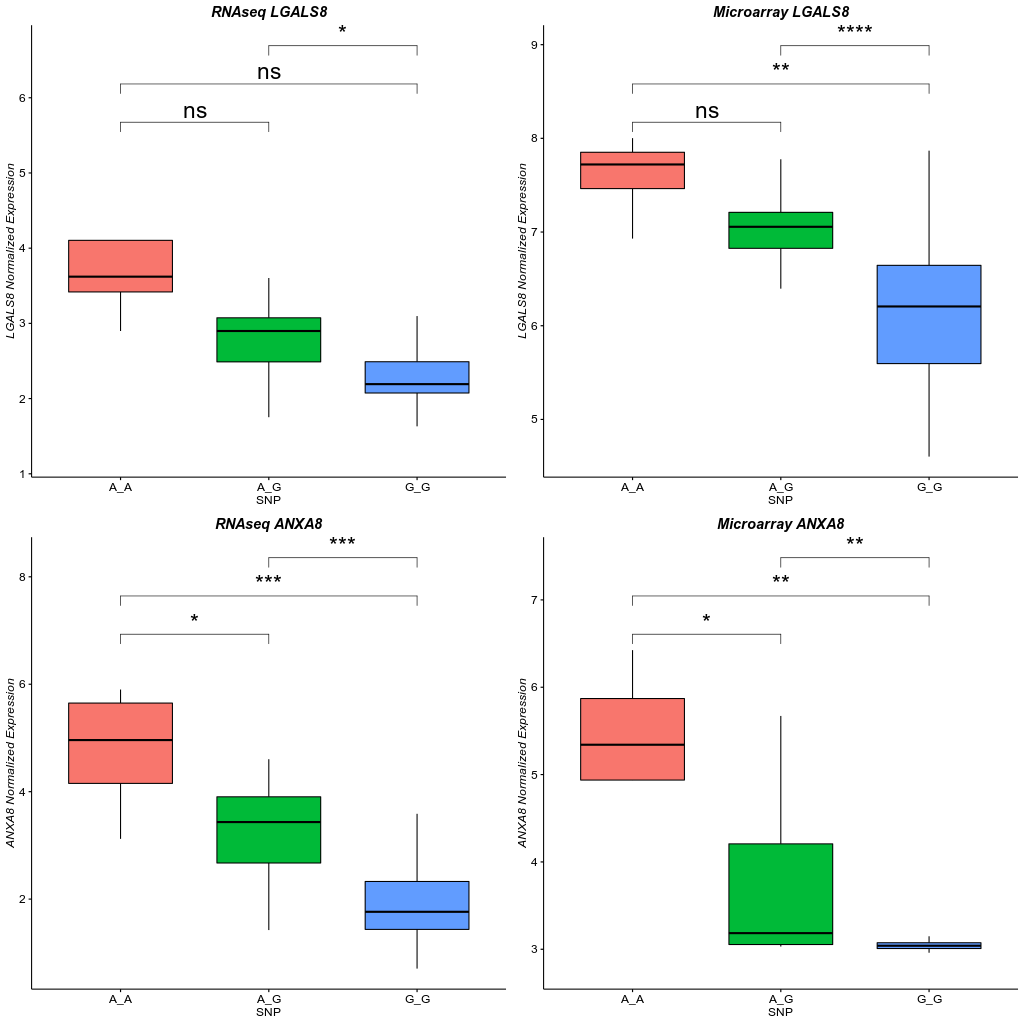 RNAseq LGALS8
*
ns
ns
LGALS8 Normalized Expression
6
5
4
3
2
1
A_A
A_G
G_G
SNP
Microarray LGALS8
****
**
ns
LGALS8 Normalized Expression
9
8
7
6
5
A_A
A_G
G_G
SNP
RNAseq ANXA8
***
***
*
ANXA8 Normalized Expression
8
6
4
2
A_A
A_G
G_G
SNP
Microarray ANXA8
**
**
*
ANXA8 Normalized Expression
7
6
5
4
3
A_A
A_G
G_G
SNP